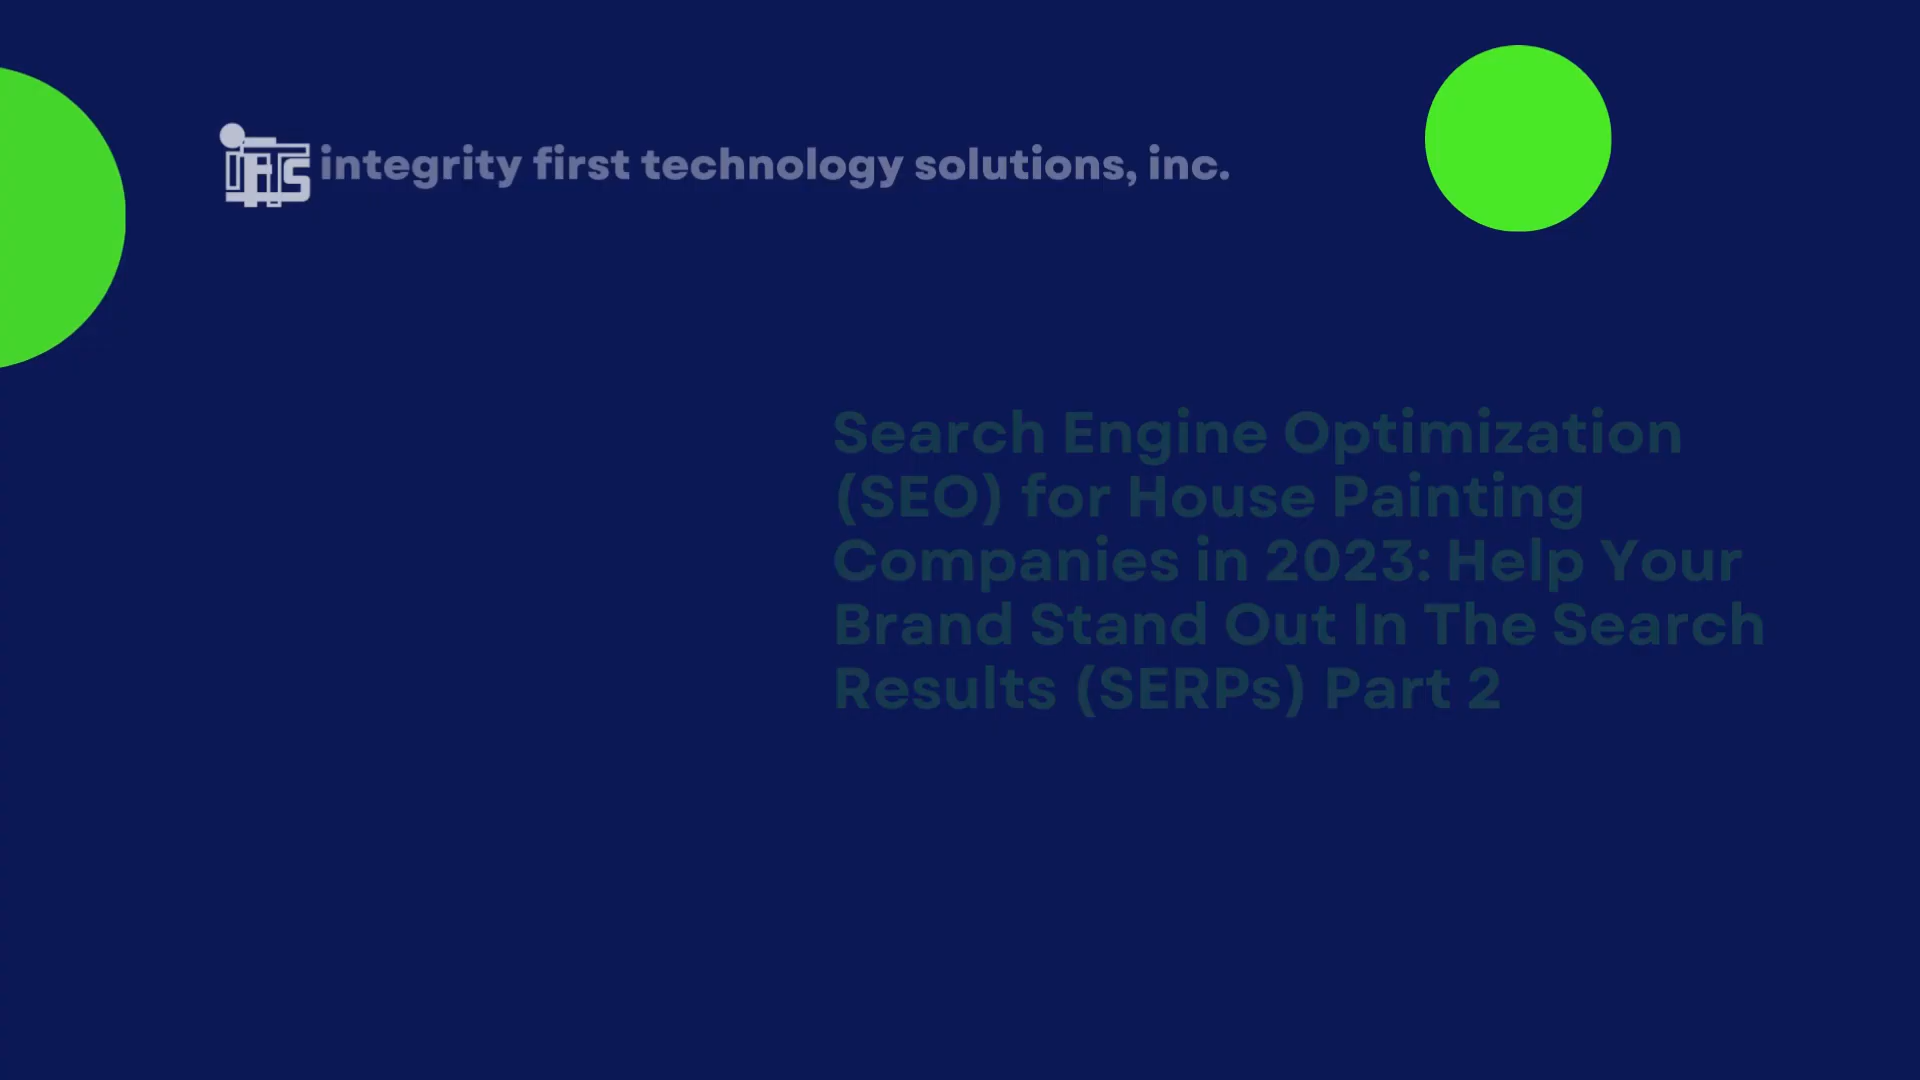 iFTS integrity first technology solutions, inc.
Search Engine Optimization
(SEO) for House Painting
Companies in 2023: Help Your
Brand Stand Out In The Search
Results (SERPs) Part 2